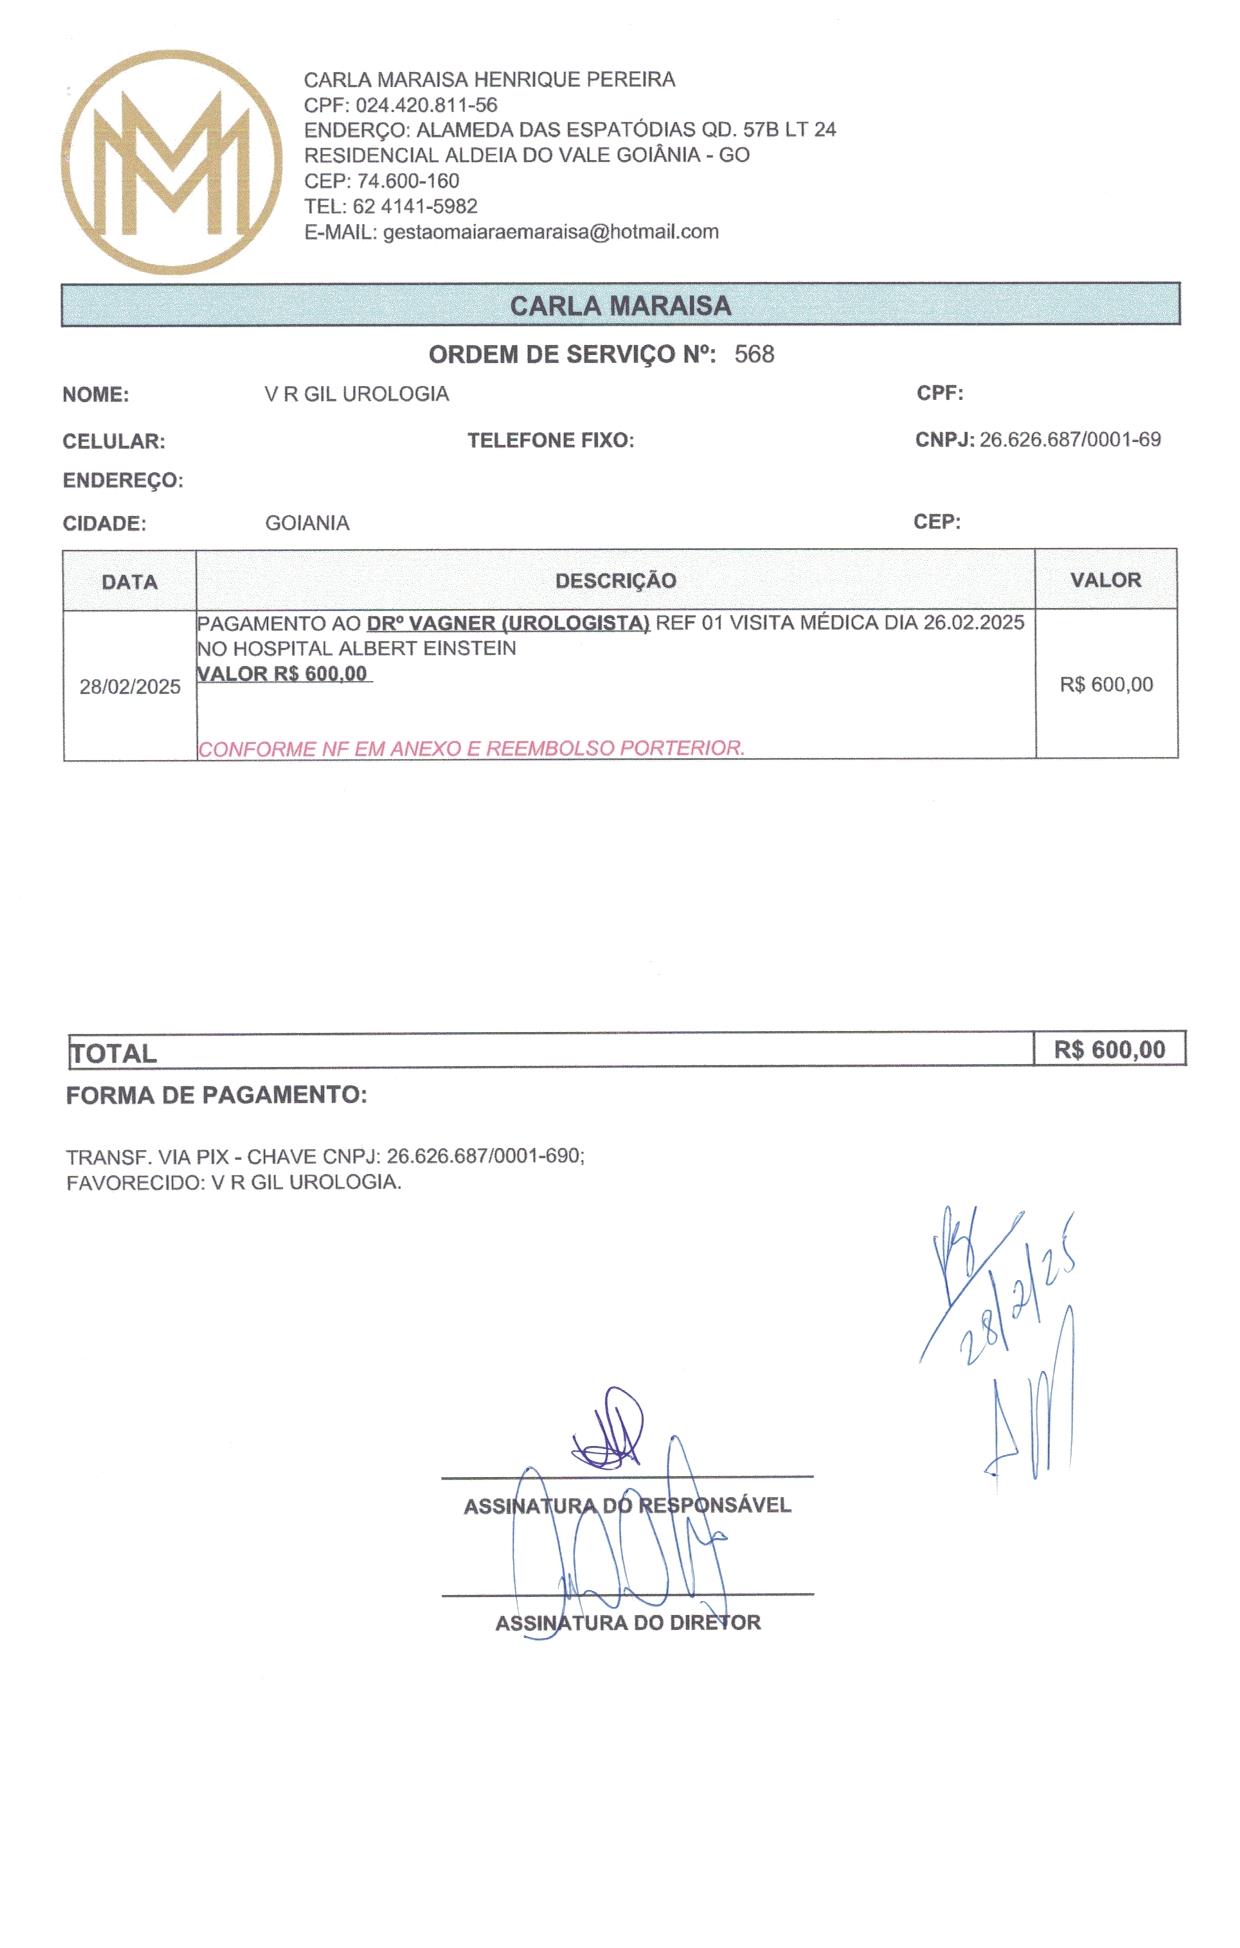 CARLA MARAISA HENRIQUE PEREIRA
CPF: 024.420.811-56
ENDERÇO: ALAMEDA DAS ESPATÓDIAS QD. 57B LT 24
RESIDENCIAL ALDEIA DO VALE GOIÂNIA - GO
CEP: 74.600-160
TEL: 62 4141-5982
E-MAIL: gestaomaiaraemaraisa@hotmail.com
CARLA MARAISA
ORDEM DE SERVIÇO Nº: 568
NOME: V R GIL UROLOGIA CPF:
CELULAR: TELEFONE FIXO: CNPJ: 26.626.687/0001-69
ENDEREÇO:
CIDADE: GOIANIA CEP:
DATA DESCRIÇÃO VALOR
PAGAMENTO AO DRº VAGNER (UROLOGISTA) REF 01 VISITA MÉDICA DIA 26.02.2025
NO HOSPITAL ALBERT EINSTEIN
VALOR R$ 600,00
28/02/2025 R$ 600,00
CONFORME NF EM ANEXO E REEMBOLSO PORTERIOR.
TOTAL R$ 600,00
FORMA DE PAGAMENTO:
TRANSF. VIA PIX - CHAVE CNPJ: 26.626.687/0001-690;
FAVORECIDO: V R GIL UROLOGIA.
28/2/25
ASSINATURA DO RESPONSÁVEL
ASSINATURA DO DIRETOR